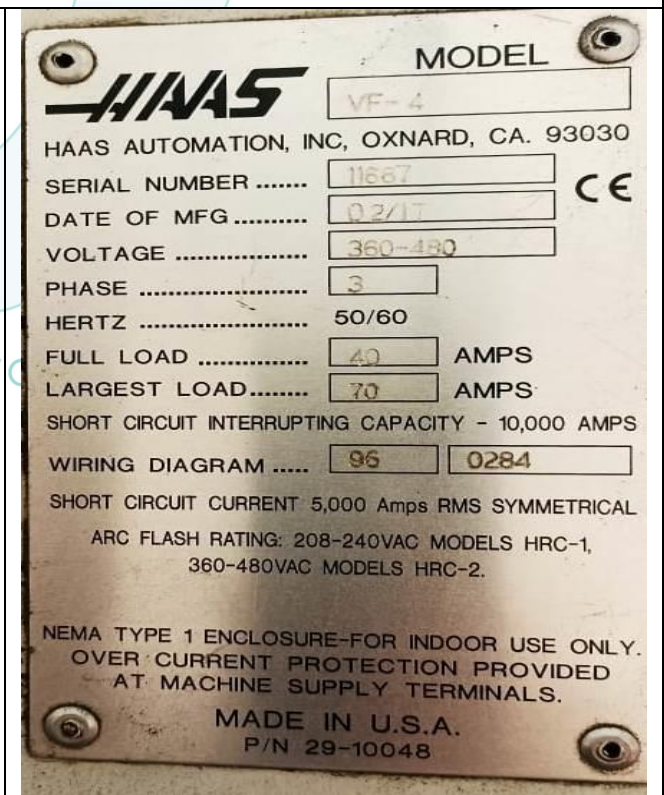 MODEL
HAAS
VF-4
HAAS AUTOMATION, INC, OXNARD, CA. 93030
SERIAL NUMBER .......
CE
DATE OF MFG.......... 02/17
VOLTAGE ................... 360-480
PHASE ........................ 3
HERTZ ....................... 50/60
FULL LOAD ............... 40 AMPS
LARGEST LOAD........ 70 AMPS
SHORT CIRCUIT INTERRUPTING CAPACITY - 10,000 AMPS
WIRING DIAGRAM ..... 96 0284
SHORT CIRCUIT CURRENT 5,000 Amps RMS SYMMETRICAL
ARC FLASH RATING: 208-240VAC MODELS HRC-1,
360-480VAC MODELS HRC-2.
NEMA TYPE 1 ENCLOSURE-FOR INDOOR USE ONLY.
OVER CURRENT PROTECTION PROVIDED
AT MACHINE SUPPLY TERMINALS.
MADE IN U.S.A.
P/N 29-10048